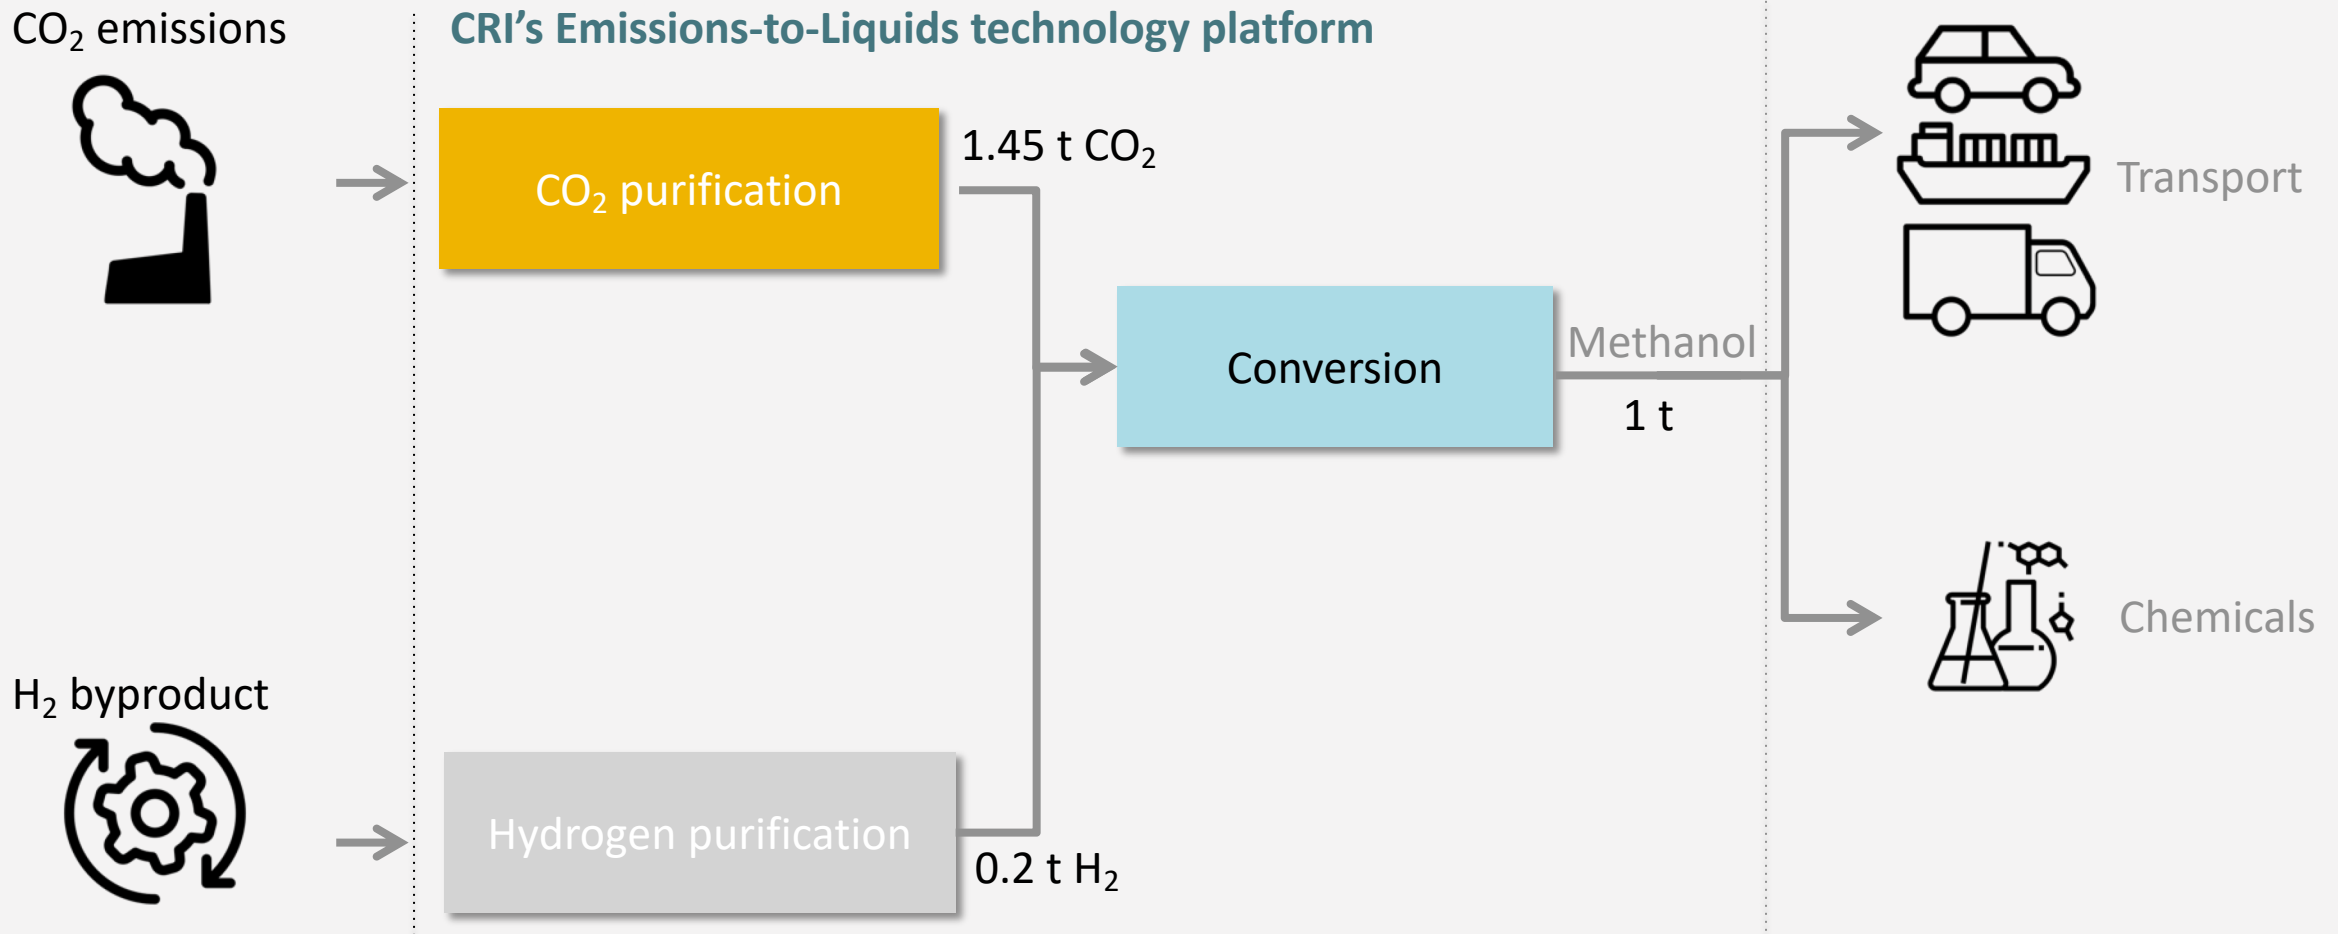 CO₂ emissions
CRI’s Emissions-to-Liquids technology platform
CO₂ purification
1.45 t CO₂
Transport
Conversion
Methanol
1 t
Chemicals
H₂ byproduct
Hydrogen purification
0.2 t H₂